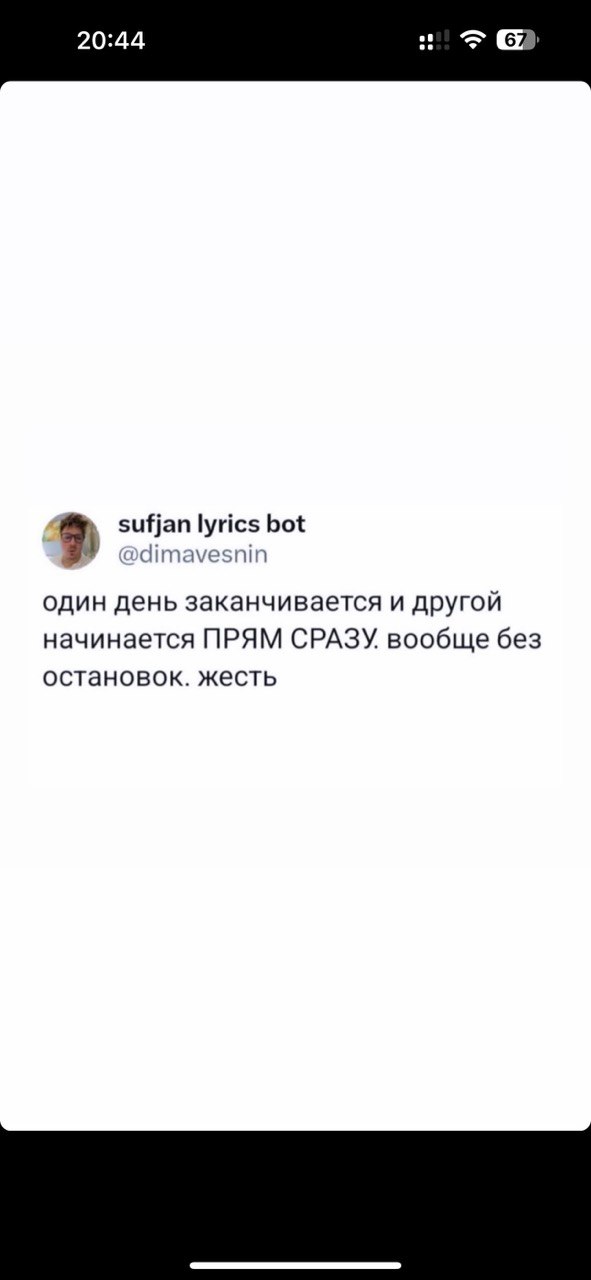 20:44
67
sufjan lyrics bot
@dimavesnin
один день заканчивается и другой
начинается ПРЯМ СРАЗУ. вообще без
остановок. жесть